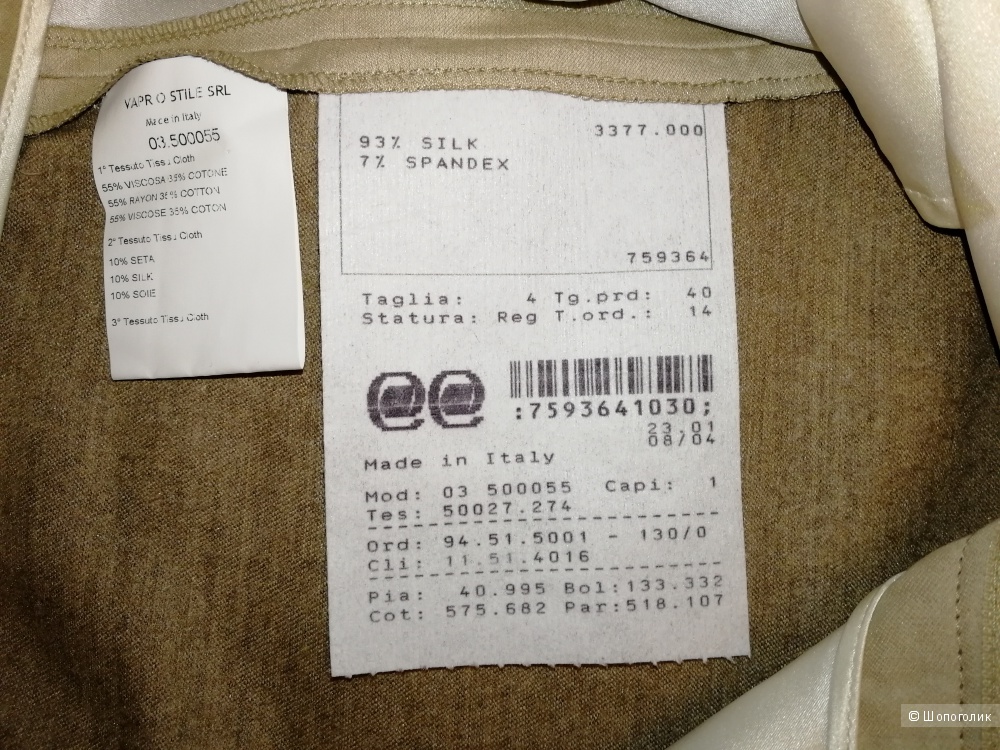 VAPRIO STILE SRL
Made in Italy
03.500055
1° Tessuto Tissu Cloth
55% VISCOSA 35% COTONE
55% RAYON 35% COTTON
55% VISCOSE 35% COTON
2° Tessuto Tissu Cloth
10% SETA
10% SILK
10% SOIE
3° Tessuto Tissu Cloth
3377.000
93% SILK
7% SPANDEX
759364
Taglia: 4 Tg.prd: 40
Statura: Reg T.ord.: 14
:7593641030;
23.01
08/04
Made in Italy
Mod: 03 500055 Capi: 1
Tes: 50027.274
Ord: 94.51.5001 - 130/0
Cli: 11.51.4016
Pia: 40.995 Bol:133.332
Cot: 575.682 Par:518.107
© Шопоголик